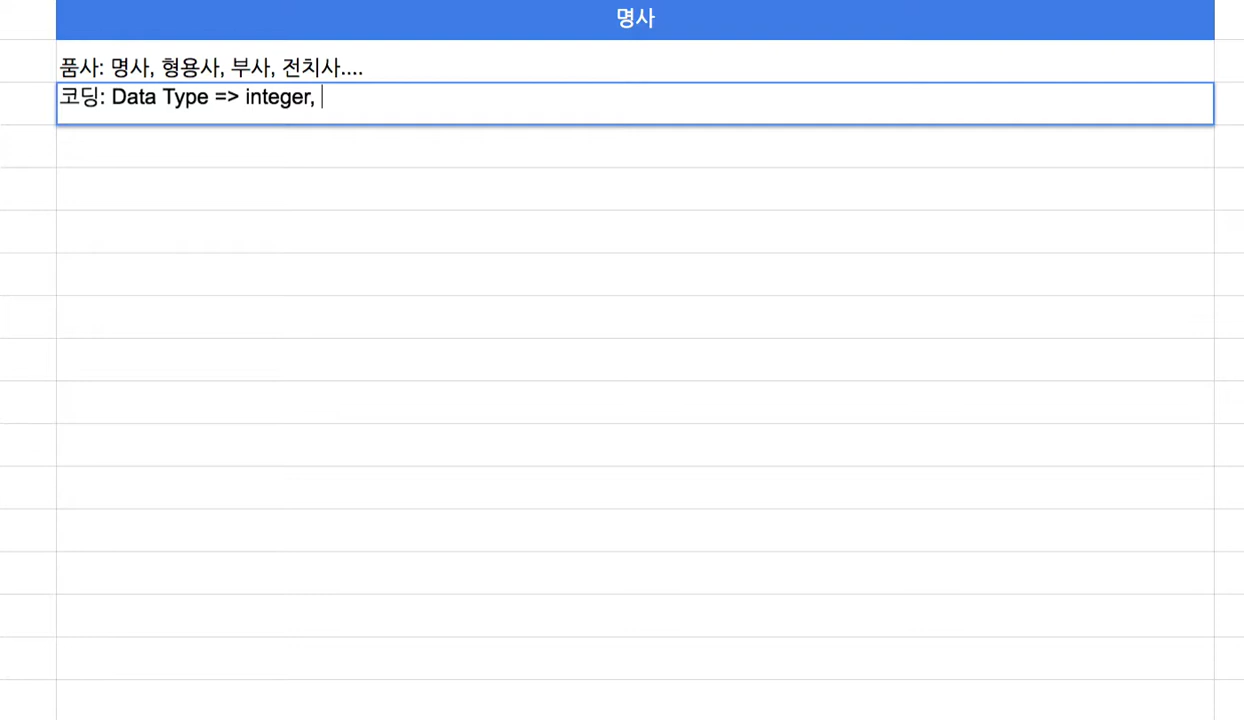 명사
품사: 명사, 형용사, 부사, 전치사....
코딩: Data Type => integer,